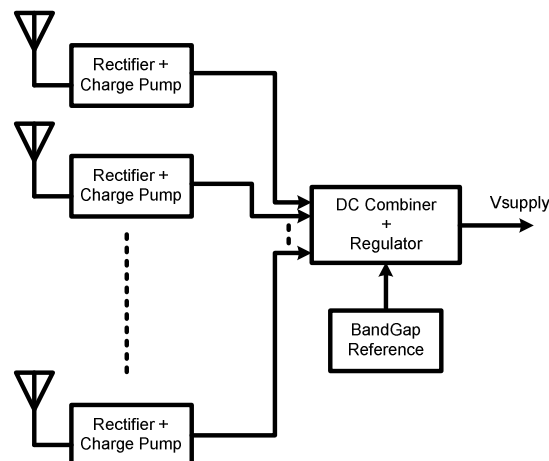 Rectifier +
Charge Pump
Rectifier +
Charge Pump
DC Combiner
+
Regulator
Vsupply
BandGap
Reference
Rectifier +
Charge Pump